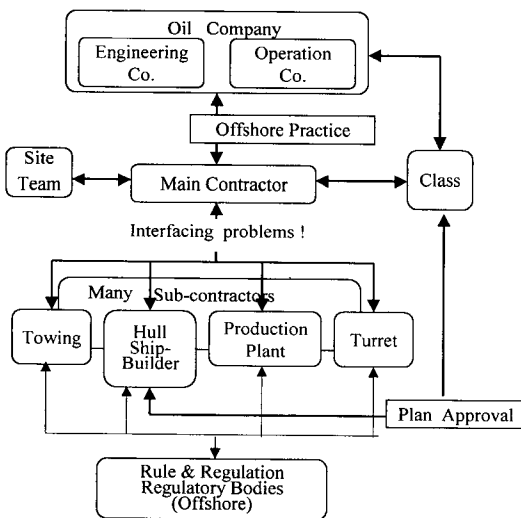 Oil Company
Engineering
Co.
Operation
Co.
Offshore Practice
Site
Team
Main Contractor
Class
Interfacing problems !
Many Sub-contractors
Towing
Hull
Ship-
Builder
Production
Plant
Turret
Plan Approval
Rule & Regulation
Regulatory Bodies
(Offshore)